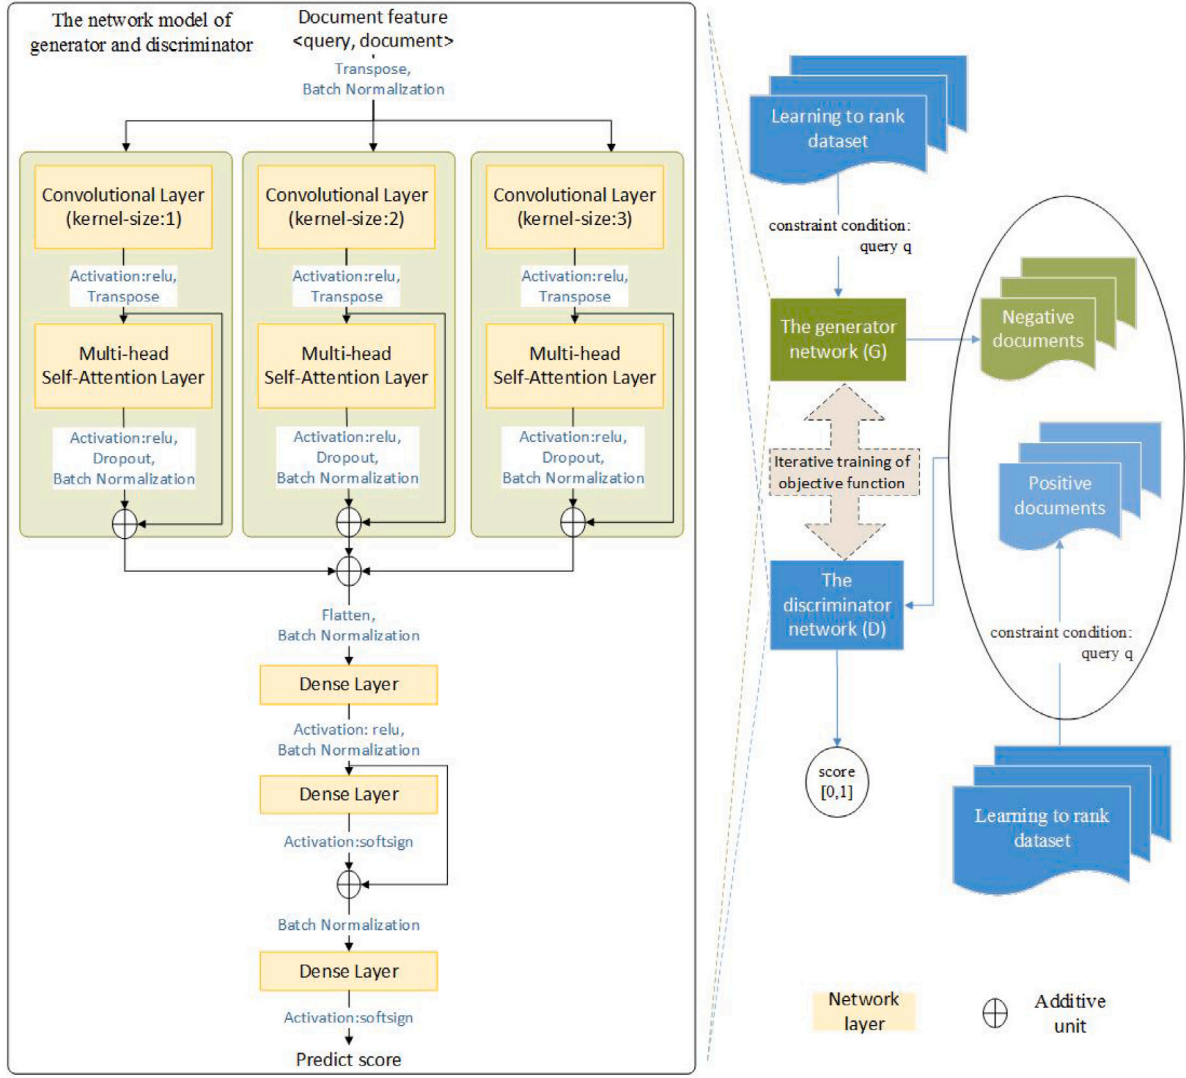 The network model of
generator and discriminator
Document feature
<query, document>
Transpose,
Batch Normalization
Convolutional Layer
(kernel-size:1)
Convolutional Layer
(kernel-size:2)
Convolutional Layer
(kernel-size:3)
Activation:relu,
Transpose
Activation:relu,
Transpose
Activation:relu,
Transpose
Multi-head
Self-Attention Layer
Multi-head
Self-Attention Layer
Multi-head
Self-Attention Layer
Activation:relu,
Dropout,
Batch Normalization
Activation:relu,
Dropout,
Batch Normalization
Activation:relu,
Dropout,
Batch Normalization
Flatten,
Batch Normalization
Dense Layer
Activation: relu,
Batch Normalization
Dense Layer
Activation:softsign
Batch Normalization
Dense Layer
Activation:softsign
Predict score
Learning to rank
dataset
constraint condition:
query q
The generator
network (G)
Negative
documents
Iterative training of
objective function
Positive
documents
The
discriminator
network (D)
constraint condition:
query q
score
[0,1]
Learning to rank
dataset
Network
layer
Additive
unit